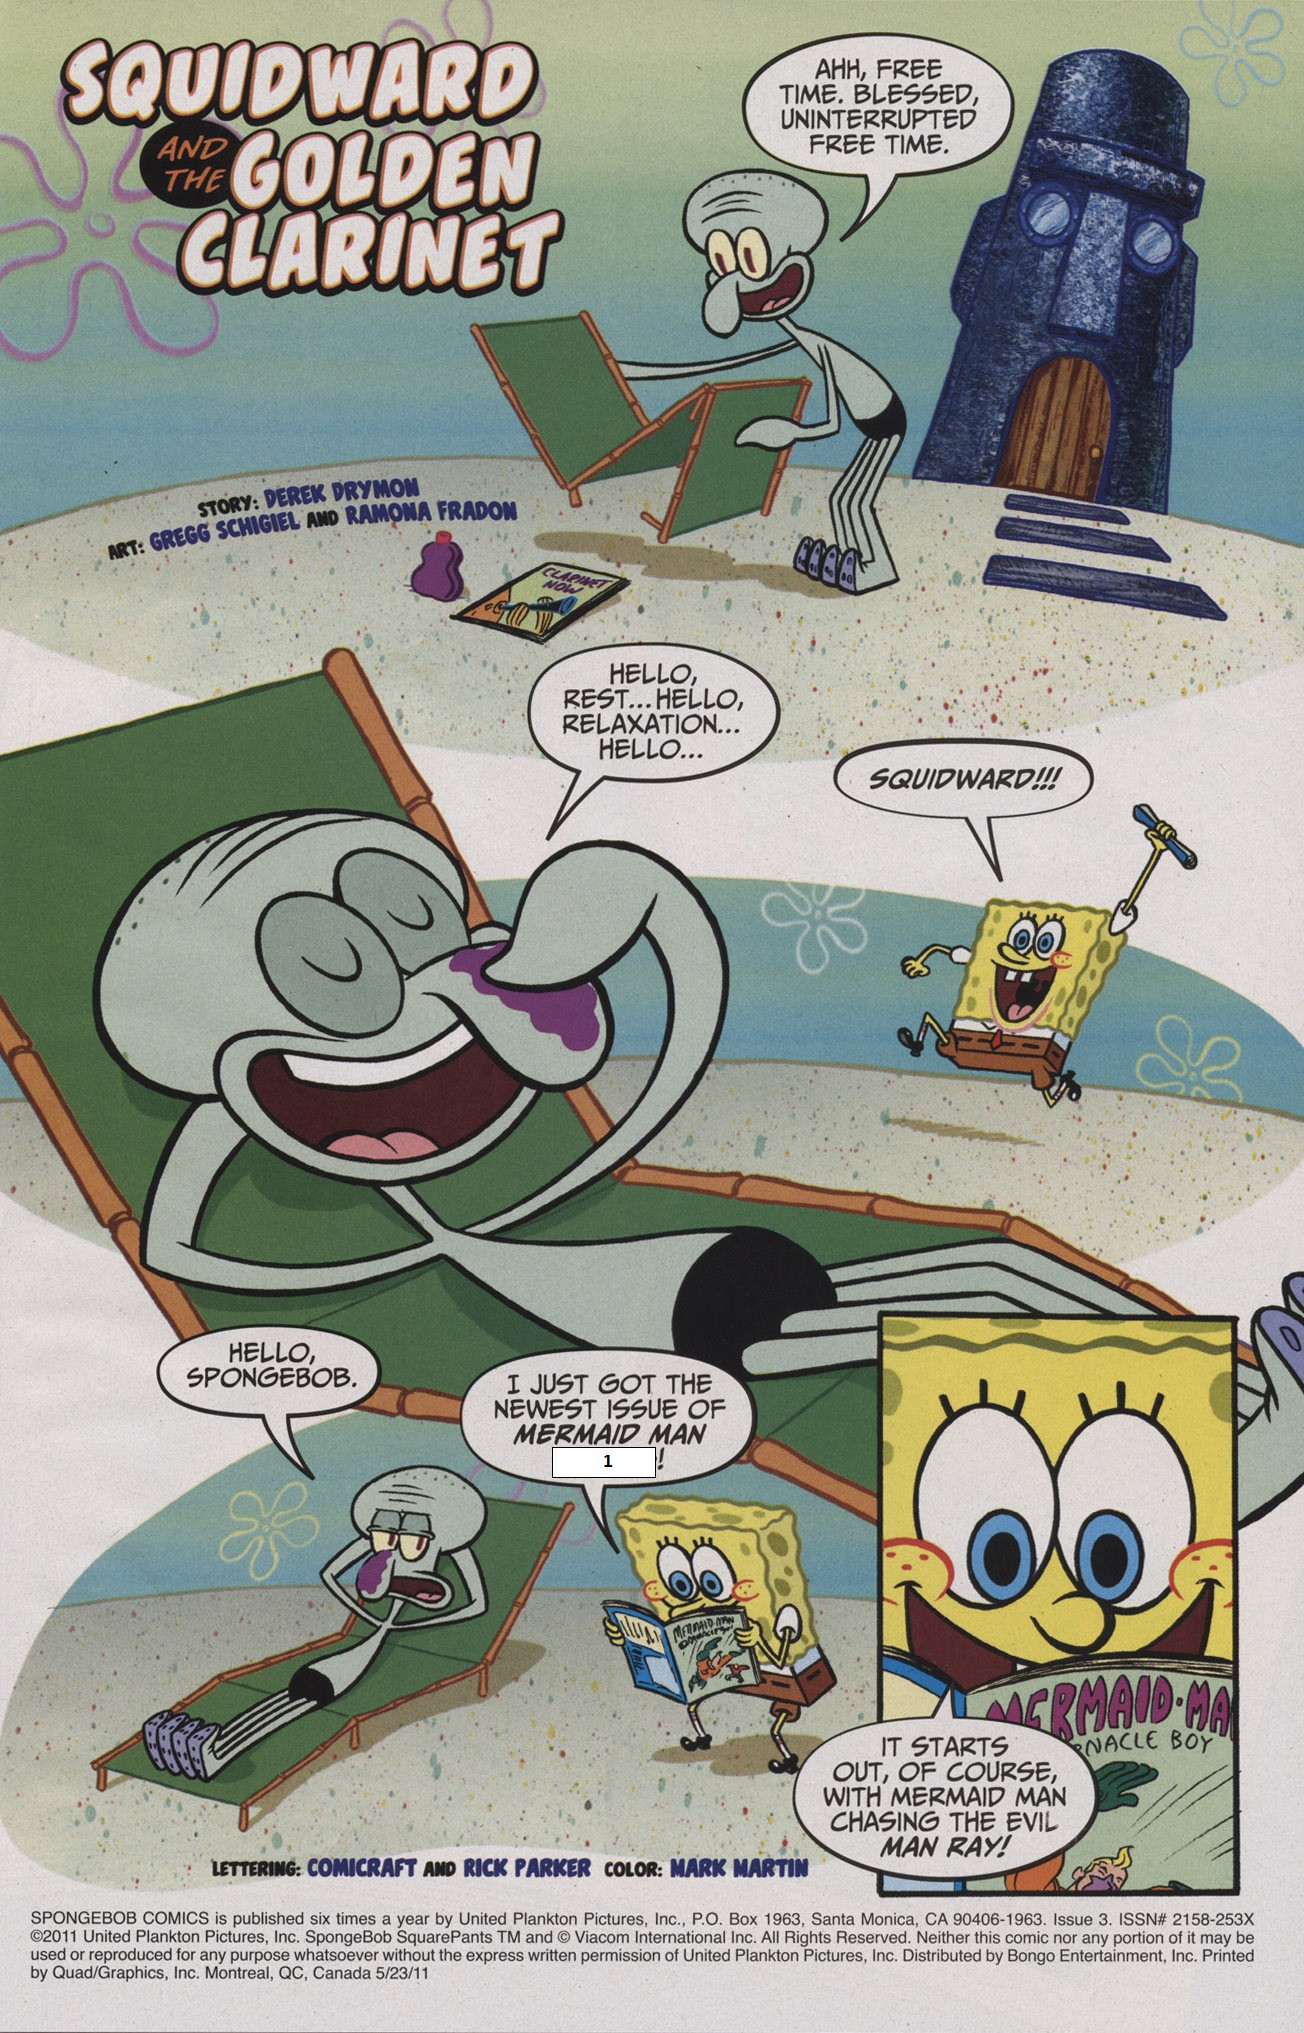 SQUIDWARD
AND THE GOLDEN
CLARINET
AHH, FREE
TIME. BLESSED,
UNINTERRUPTED
FREE TIME.
STORY: DEREK DRYMON
ART: GREGG SCHIGIEL AND RAMONA FRADON
CLARINET
NOW
HELLO,
REST...HELLO,
RELAXATION...
HELLO...
SQUIDWARD!!!
HELLO,
SPONGEBOB.
I JUST GOT THE
NEWEST ISSUE OF
MERMAID MAN
1 !
MERMAID-MAN
MERMAID-MA
RNACLE BOY
IT STARTS
OUT, OF COURSE,
WITH MERMAID MAN
CHASING THE EVIL
MAN RAY!
LETTERING: COMICRAFT AND RICK PARKER COLOR: MARK MARTIN
SPONGEBOB COMICS is published six times a year by United Plankton Pictures, Inc., P.O. Box 1963, Santa Monica, CA 90406-1963. Issue 3. ISSN# 2158-253X
©2011 United Plankton Pictures, Inc. SpongeBob SquarePants TM and © Viacom International Inc. All Rights Reserved. Neither this comic nor any portion of it may be
used or reproduced for any purpose whatsoever without the express written permission of United Plankton Pictures, Inc. Distributed by Bongo Entertainment, Inc. Printed
by Quad/Graphics, Inc. Montreal, QC, Canada 5/23/11